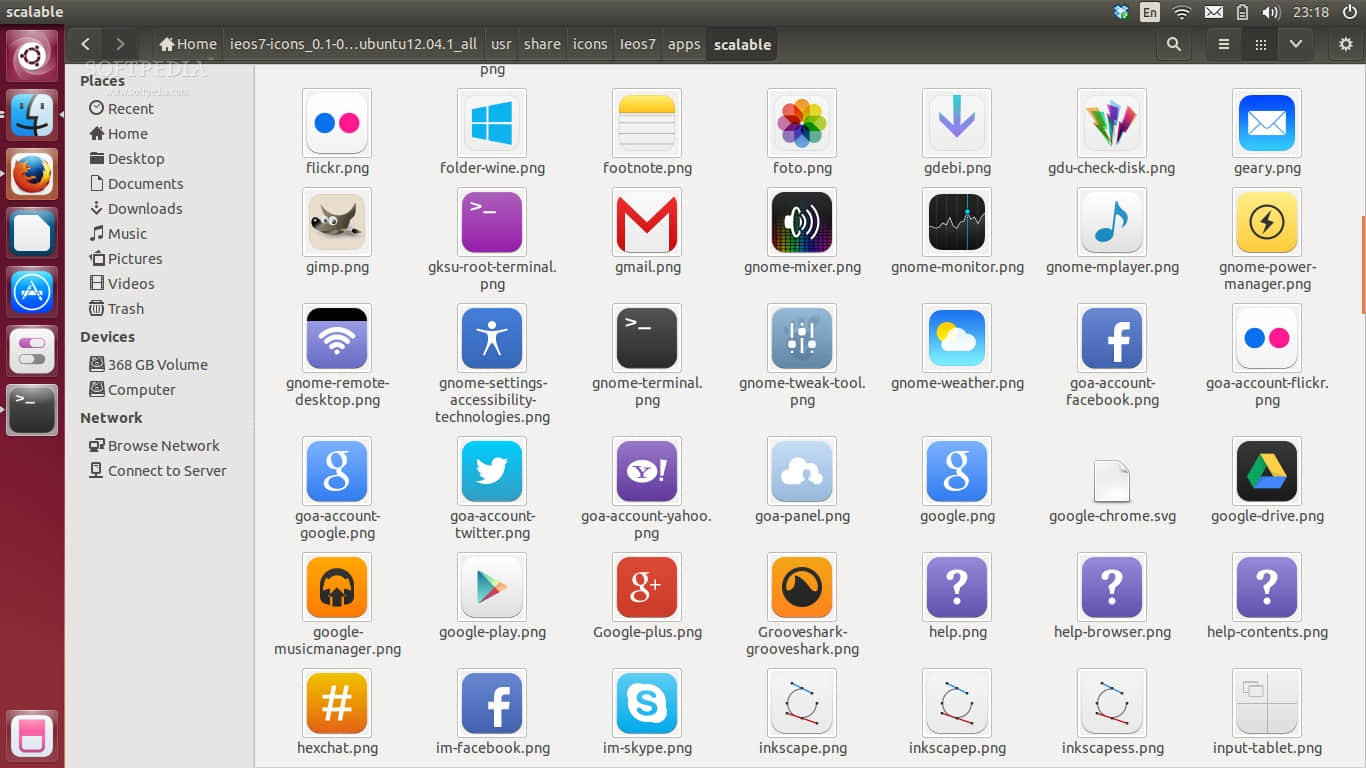 scalable
En
23:18
Home
ieos7-icons_0.1-0...ubuntu12.04.1_all
usr
share
icons
Ieos7
apps
scalable
SOFTPEDIA
www.softpedia.com
Places
Recent
Home
Desktop
Documents
Downloads
Music
Pictures
Videos
Trash
Devices
368 GB Volume
Computer
Network
Browse Network
Connect to Server
png
flickr.png
folder-wine.png
footnote.png
foto.png
gdebi.png
gdu-check-disk.png
geary.png
>_
gimp.png
gksu-root-terminal.
png
gmail.png
gnome-mixer.png
gnome-monitor.png
gnome-mplayer.png
gnome-power-
manager.png
>_
f
gnome-remote-
desktop.png
gnome-settings-
accessibility-
technologies.png
gnome-terminal.
png
gnome-tweak-tool.
png
gnome-weather.png
goa-account-
facebook.png
goa-account-flickr.
png
>_
g
Y!
g
goa-account-
google.png
goa-account-
twitter.png
goa-account-yahoo.
png
goa-panel.png
google.png
google-chrome.svg
google-drive.png
g+
?
?
?
google-
musicmanager.png
google-play.png
Google-plus.png
Grooveshark-
grooveshark.png
help.png
help-browser.png
help-contents.png
#
f
S
hexchat.png
im-facebook.png
im-skype.png
inkscape.png
inkscapep.png
inkscapess.png
input-tablet.png